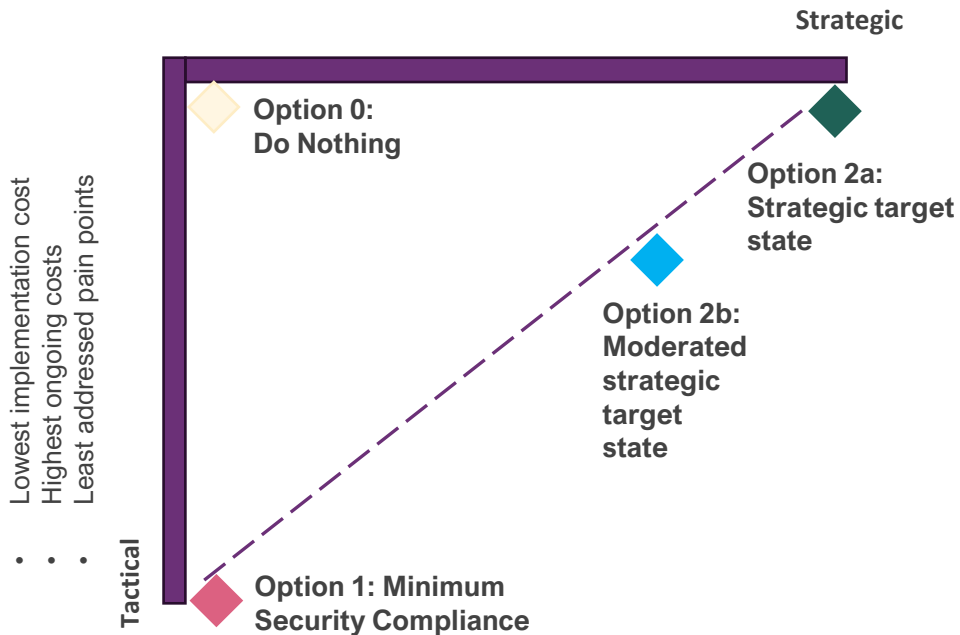 Strategic
Option 0:
Do Nothing
Option 2a:
Strategic target
state
Option 2b:
Moderated
strategic
target
state
Option 1: Minimum
Security Compliance
Tactical
• Lowest implementation cost
• Highest ongoing costs
• Least addressed pain points